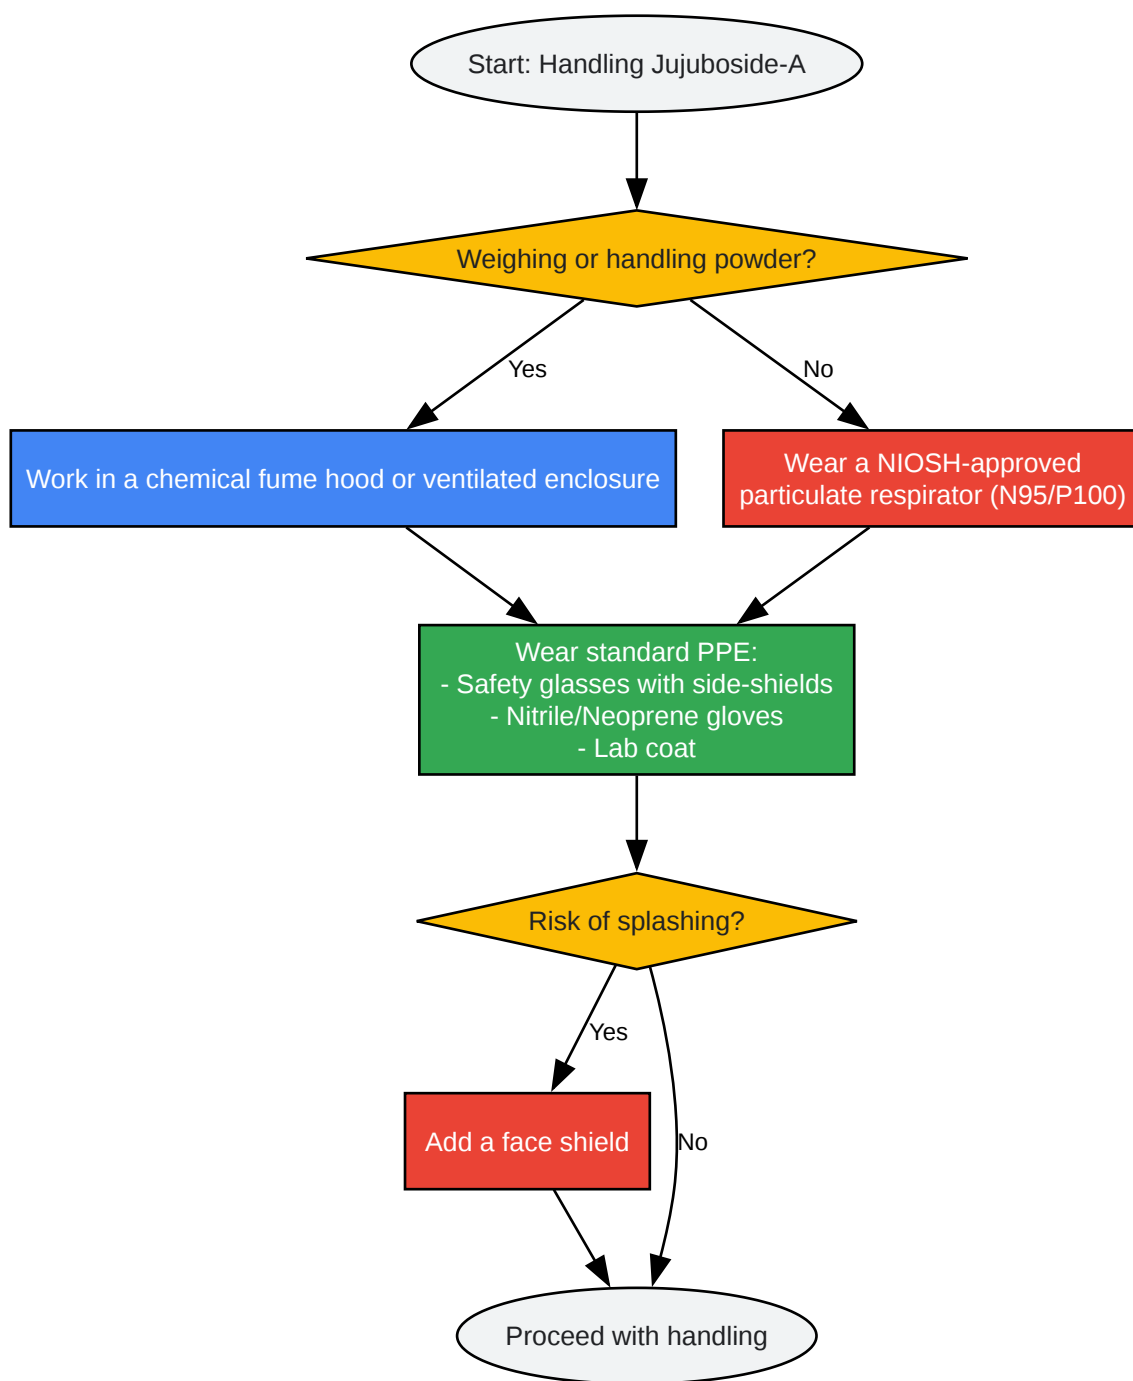 Start: Handling Jujuboside-A
Weighing or handling powder?
Yes
No
Work in a chemical fume hood or ventilated enclosure
Wear a NIOSH-approved
particulate respirator (N95/P100)
Wear standard PPE:
- Safety glasses with side-shields
- Nitrile/Neoprene gloves
- Lab coat
Risk of splashing?
Yes
Add a face shield
No
Proceed with handling